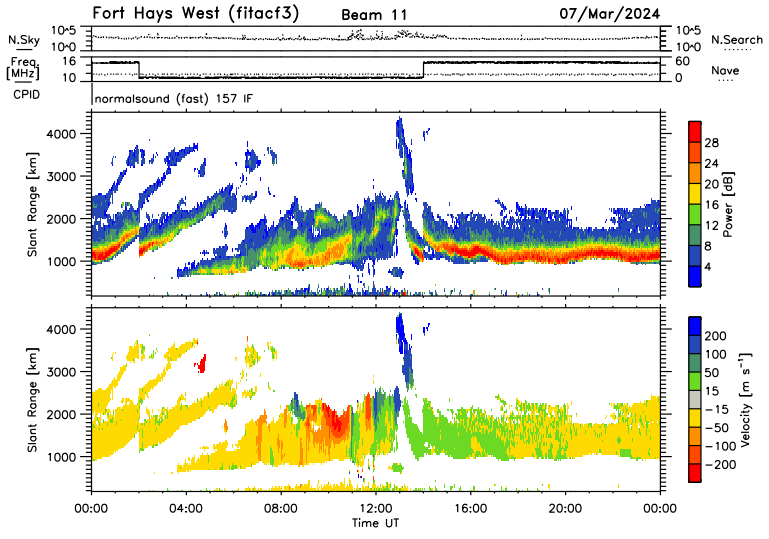 Fort Hays West (fitacf3) Beam 11 07/Mar/2024
N.Sky 10^5 10^0 10^5 10^0 N.Search
Freq. [MHz] 16 10 60 0 Nave
CPID normalsound (fast) 157 IF
Slant Range [km] 4000 3000 2000 1000
28 24 20 16 12 8 4 Power [dB]
Slant Range [km] 4000 3000 2000 1000
200 100 50 15 −15 −50 −100 −200 Velocity [m s⁻¹]
00:00 04:00 08:00 12:00 16:00 20:00 00:00
Time UT